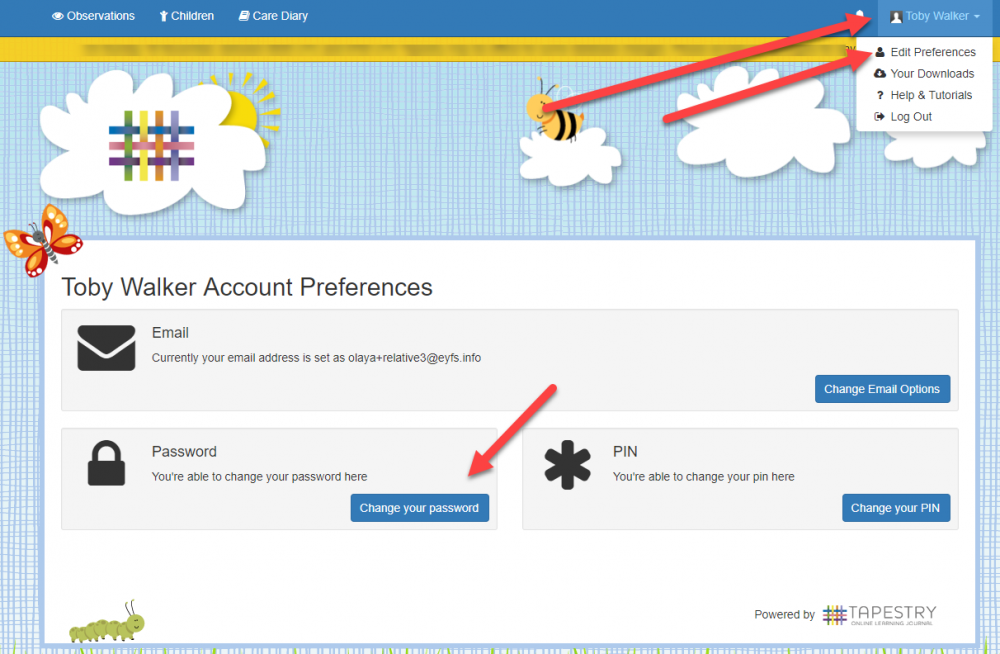 Observations Children Care Diary Toby Walker
Edit Preferences
Your Downloads
? Help & Tutorials
Log Out
Toby Walker Account Preferences
Email
Currently your email address is set as olaya+relative3@eyfs.info
Change Email Options
Password
You're able to change your password here
Change your password
PIN
You're able to change your pin here
Change your PIN
Powered by TAPESTRY
ONLINE LEARNING JOURNAL